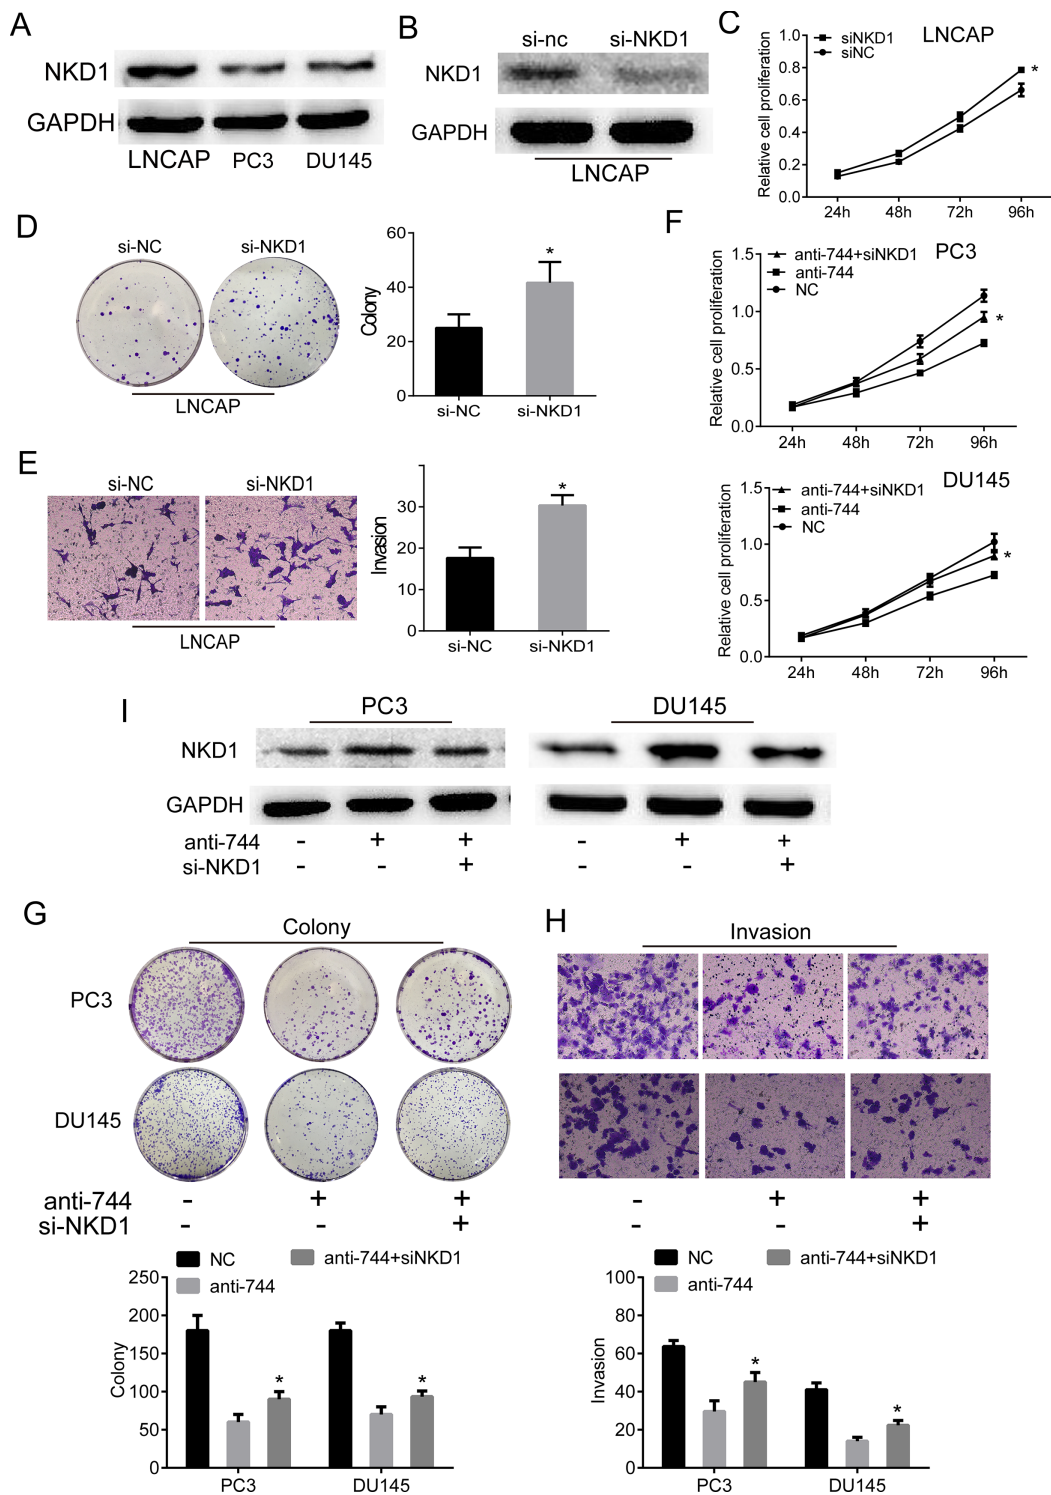 A
NKD1
GAPDH
LNCAP PC3 DU145
B
si-nc si-NKD1
NKD1
GAPDH
LNCAP
C
LNCAP
siNKD1
siNC
Relative cell proliferation
1.0
0.8
0.6
0.4
0.2
0.0
24h 48h 72h 96h
*
D
si-NC si-NKD1
LNCAP
Colony
60
40
20
0
*
si-NC si-NKD1
E
si-NC si-NKD1
LNCAP
Invasion
30
20
10
0
*
si-NC si-NKD1
F
PC3
anti-744+siNKD1
anti-744
NC
Relative cell proliferation
1.5
1.0
0.5
0.0
*
24h 48h 72h 96h
DU145
anti-744+siNKD1
anti-744
NC
Relative cell proliferation
1.5
1.0
0.5
0.0
*
24h 48h 72h 96h
I
PC3 DU145
NKD1
GAPDH
anti-744 - + + - + +
si-NKD1 - - + - - +
G
Colony
PC3
DU145
anti-744 - + +
si-NKD1 - - +
NC anti-744+siNKD1
anti-744
Colony
250
200
150
100
50
0
* *
PC3 DU145
H
Invasion
- + +
- - +
NC anti-744+siNKD1
anti-744
Invasion
100
80
60
40
20
0
* *
PC3 DU145